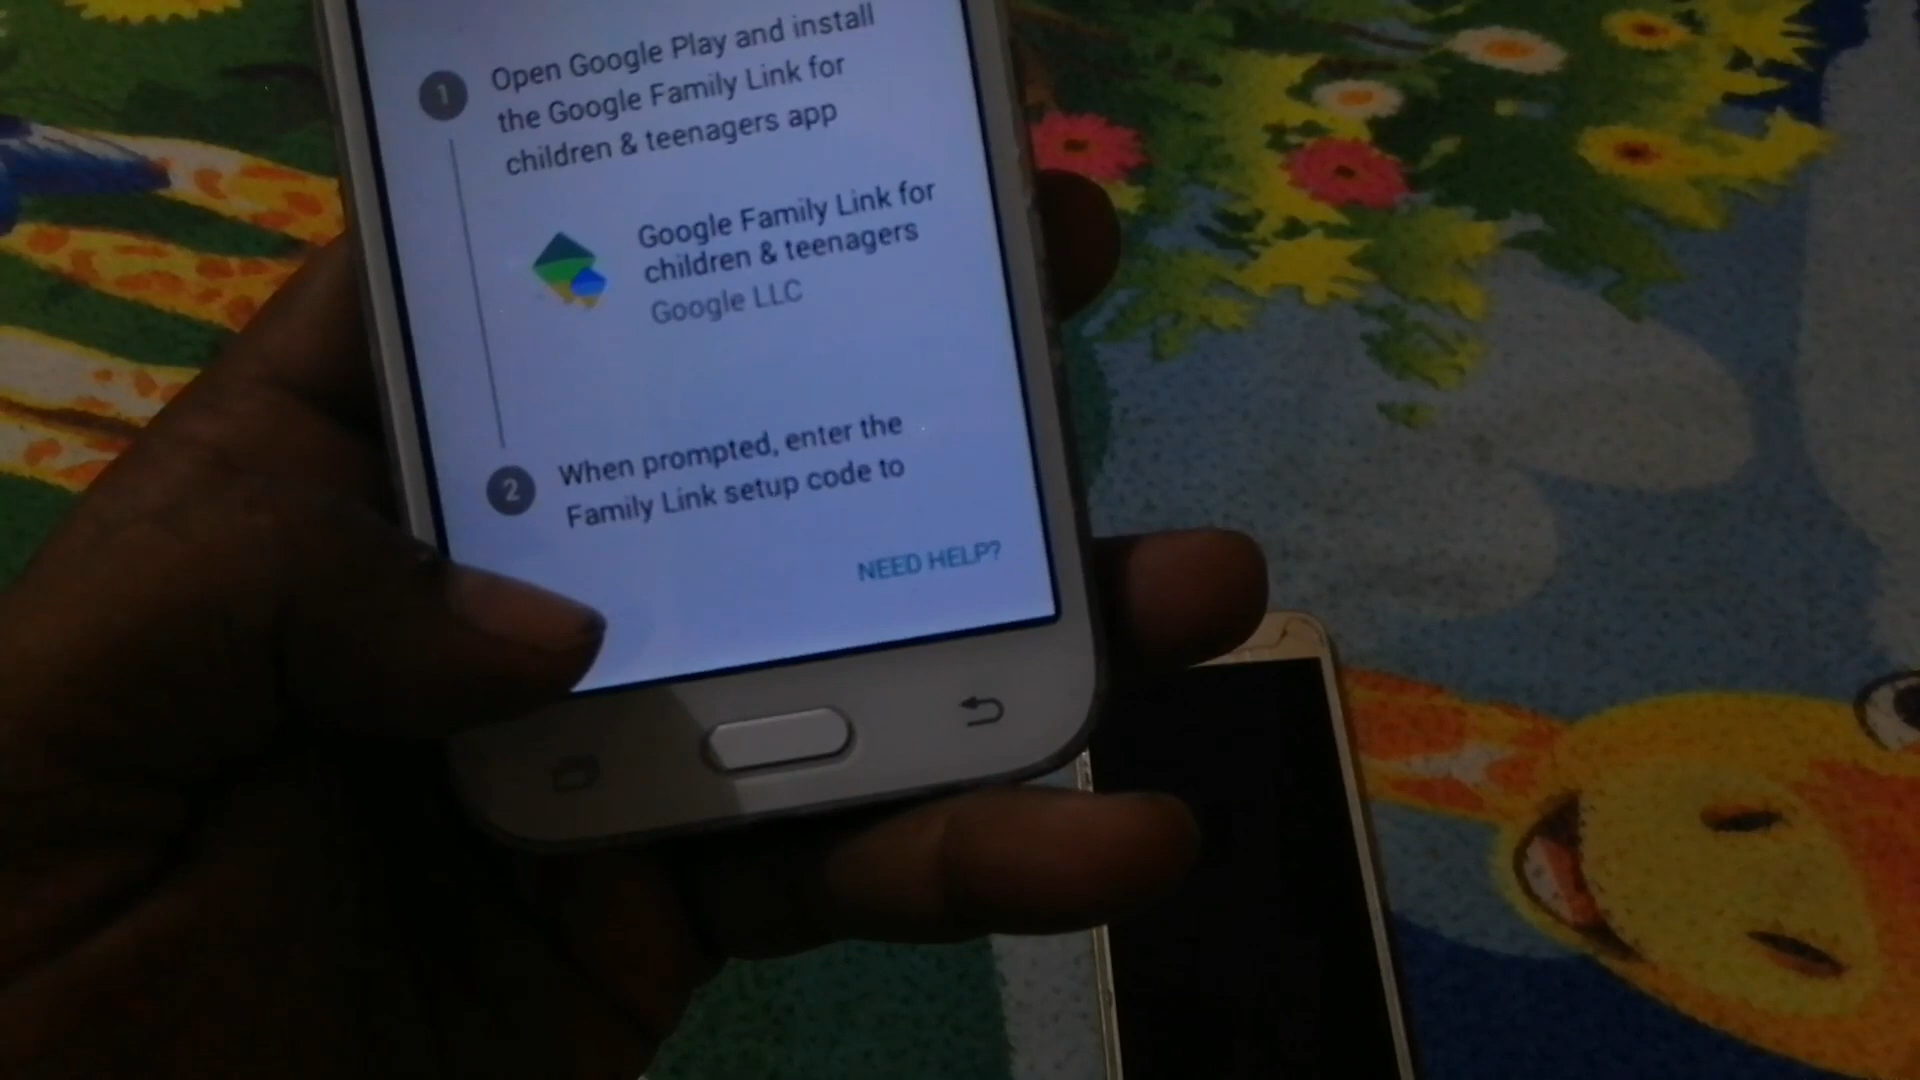 1
Open Google Play and install
the Google Family Link for
children & teenagers app
Google Family Link for
children & teenagers
Google LLC
2
When prompted, enter the
Family Link setup code to
NEED HELP?